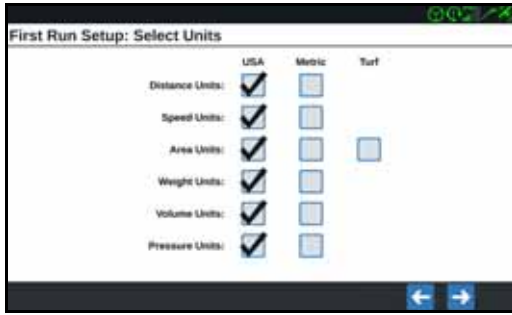 First Run Setup: Select Units
USA Metric Turf
Distance Units:
Speed Units:
Area Units:
Weight Units:
Volume Units:
Pressure Units: